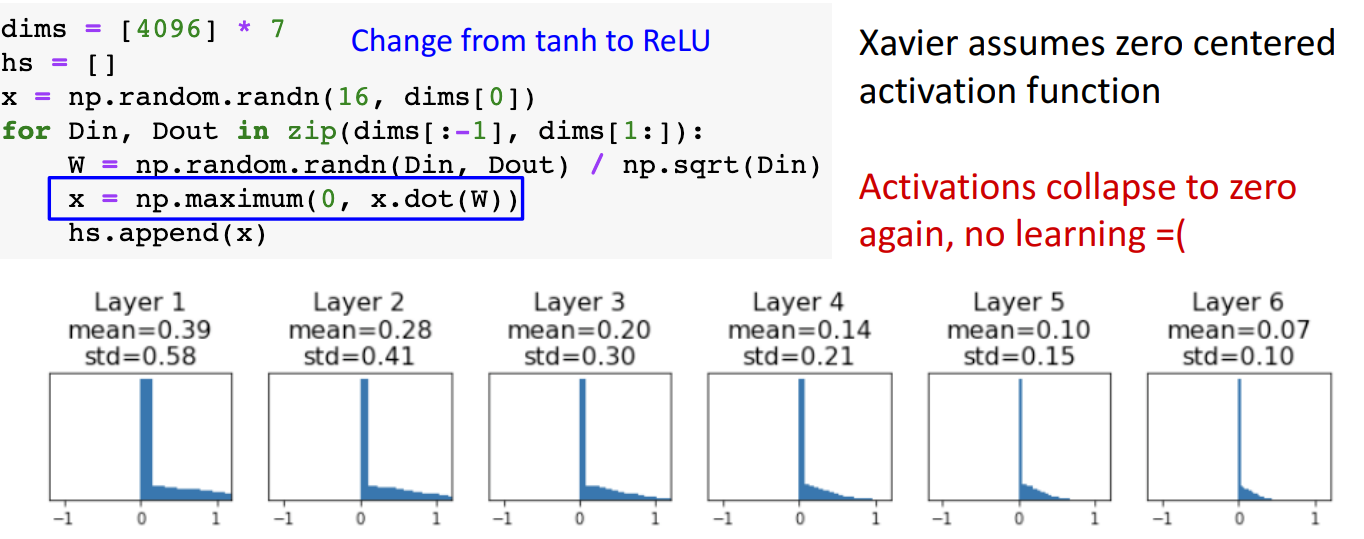 dims = [4096] * 7
Change from tanh to ReLU
hs = []
x = np.random.randn(16, dims[0])
for Din, Dout in zip(dims[:-1], dims[1:]):
    W = np.random.randn(Din, Dout) / np.sqrt(Din)
    x = np.maximum(0, x.dot(W))
    hs.append(x)
Xavier assumes zero centered
activation function
Activations collapse to zero
again, no learning =(
Layer 1
mean=0.39
std=0.58
-1 0 1
Layer 2
mean=0.28
std=0.41
-1 0 1
Layer 3
mean=0.20
std=0.30
-1 0 1
Layer 4
mean=0.14
std=0.21
-1 0 1
Layer 5
mean=0.10
std=0.15
-1 0 1
Layer 6
mean=0.07
std=0.10
-1 0 1